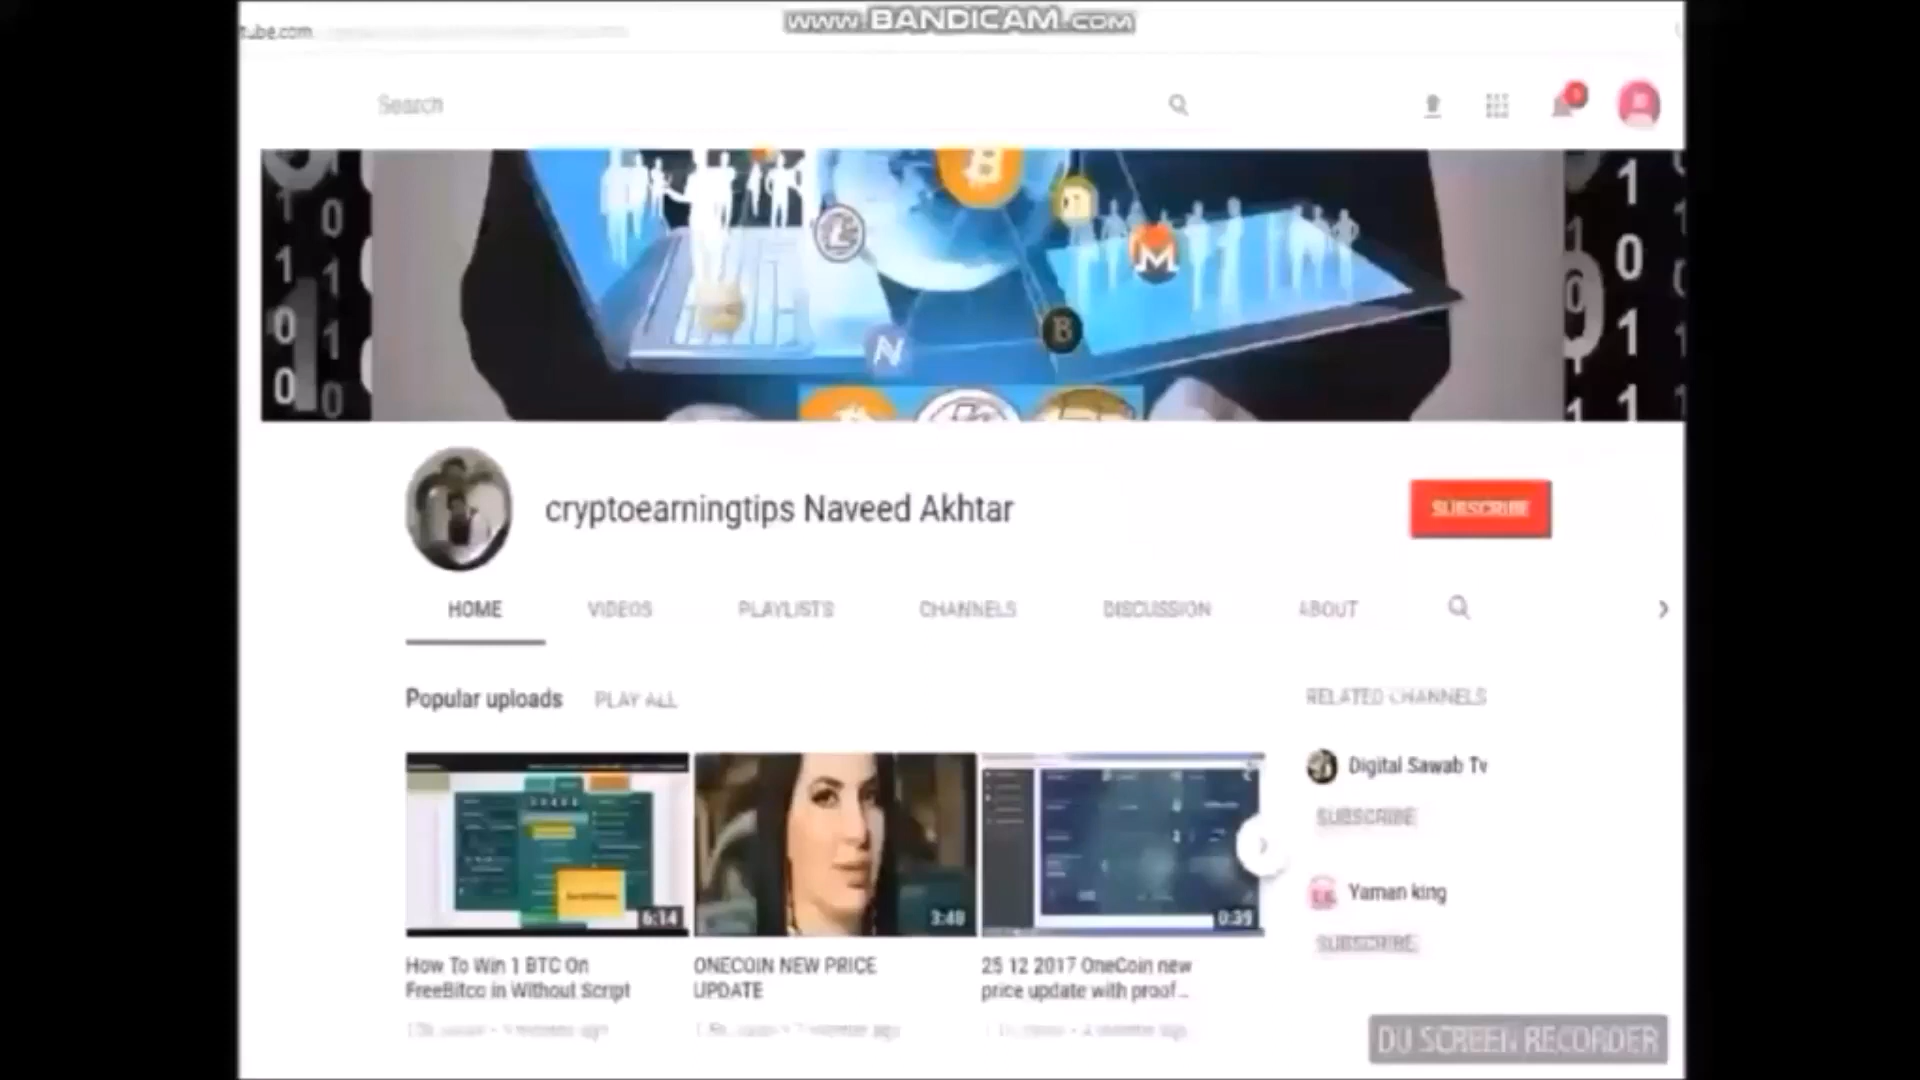 www.BANDICAM.COM
tube.com
Search
cryptoearningtips Naveed Akhtar
SUBSCRIBE
HOME VIDEOS PLAYLISTS CHANNELS DISCUSSION ABOUT
Popular uploads PLAY ALL
RELATED CHANNELS
Digital Sawab Tv
SUBSCRIBE
Yaman king
SUBSCRIBE
6:14
3:48
0:39
How To Win 1 BTC On
FreeBitco in Without Script
ONECOIN NEW PRICE
UPDATE
25 12 2017 OneCoin new
price update with proof...
DU SCREEN RECORDER